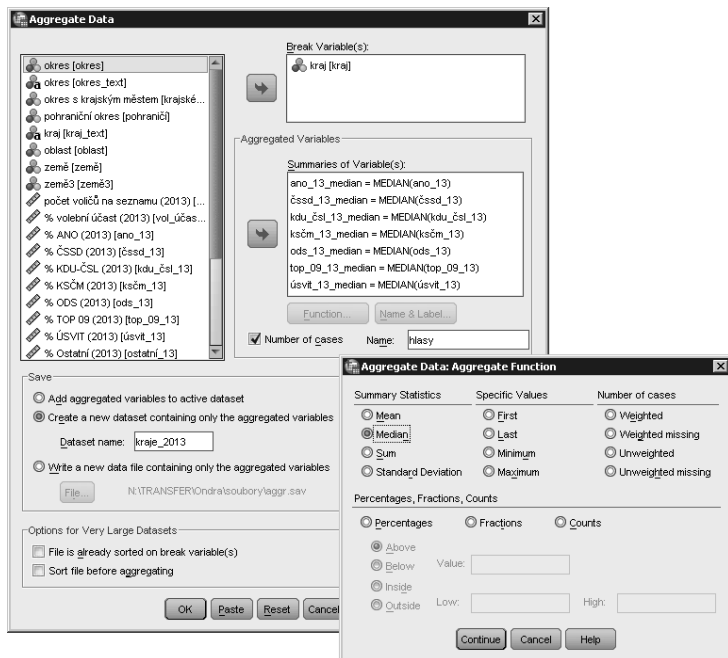 Aggregate Data
okres [okres]
okres [okres_text]
okres s krajským městem [krajské...
pohraniční okres [pohraničí]
kraj [kraj_text]
oblast [oblast]
země [země]
země3 [země3]
počet voličů na seznamu (2013) [...
% volební účast (2013) [vol_účas...
% ANO (2013) [ano_13]
% ČSSD (2013) [čssd_13]
% KDU-ČSL (2013) [kdu_čsl_13]
% KSČM (2013) [ksčm_13]
% ODS (2013) [ods_13]
% TOP 09 (2013) [top_09_13]
% ÚSVIT (2013) [úsvit_13]
% Ostatní (2013) [ostatní_13]
Break Variable(s):
kraj [kraj]
Aggregated Variables
Summaries of Variable(s):
ano_13_median = MEDIAN(ano_13)
čssd_13_median = MEDIAN(čssd_13)
kdu_čsl_13_median = MEDIAN(kdu_čsl_13)
ksčm_13_median = MEDIAN(ksčm_13)
ods_13_median = MEDIAN(ods_13)
top_09_13_median = MEDIAN(top_09_13)
úsvit_13_median = MEDIAN(úsvit_13)
Function... Name & Label...
Number of cases Name: hlasy
Save
Add aggregated variables to active dataset
Create a new dataset containing only the aggregated variables
Dataset name: kraje_2013
Write a new data file containing only the aggregated variables
File... N:\TRANSFER\Ondra\soubory\aggr.sav
Options for Very Large Datasets
File is already sorted on break variable(s)
Sort file before aggregating
OK Paste Reset Cancel
Aggregate Data: Aggregate Function
Summary Statistics Specific Values Number of cases
Mean First Weighted
Median Last Weighted missing
Sum Minimum Unweighted
Standard Deviation Maximum Unweighted missing
Percentages, Fractions, Counts
Percentages Fractions Counts
Above
Below Value:
Inside
Outside Low: High:
Continue Cancel Help